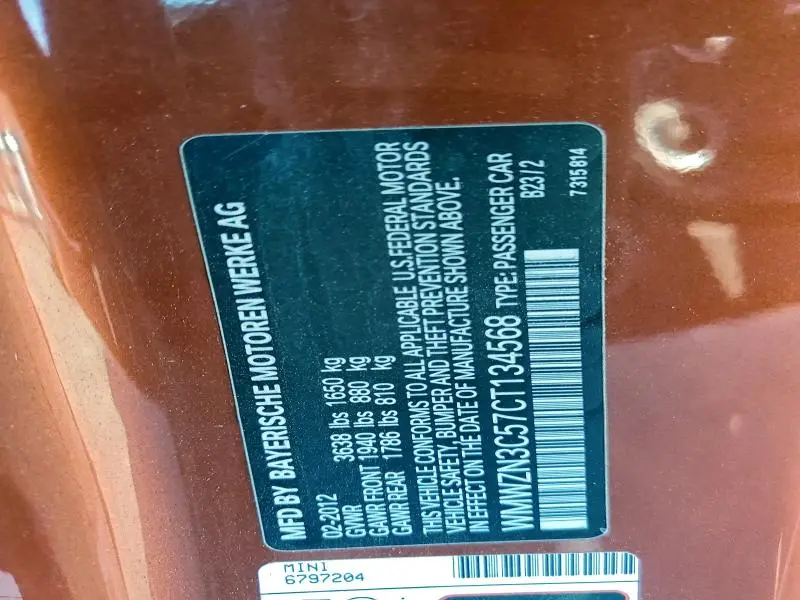 MFD BY BAYERISCHE MOTOREN WERKE AG
02-2012
GVWR 3638 lbs 1650 kg
GAWR FRONT 1940 lbs 880 kg
GAWR REAR 1786 lbs 810 kg
THIS VEHICLE CONFORMS TO ALL APPLICABLE U.S.FEDERAL MOTOR
VEHICLE SAFETY, BUMPER AND THEFT PREVENTION STANDARDS
IN EFFECT ON THE DATE OF MANUFACTURE SHOWN ABOVE.
WMWZN3C57CT134568 TYPE: PASSENGER CAR
B23 / 2
7 315 814
MINI
6797204